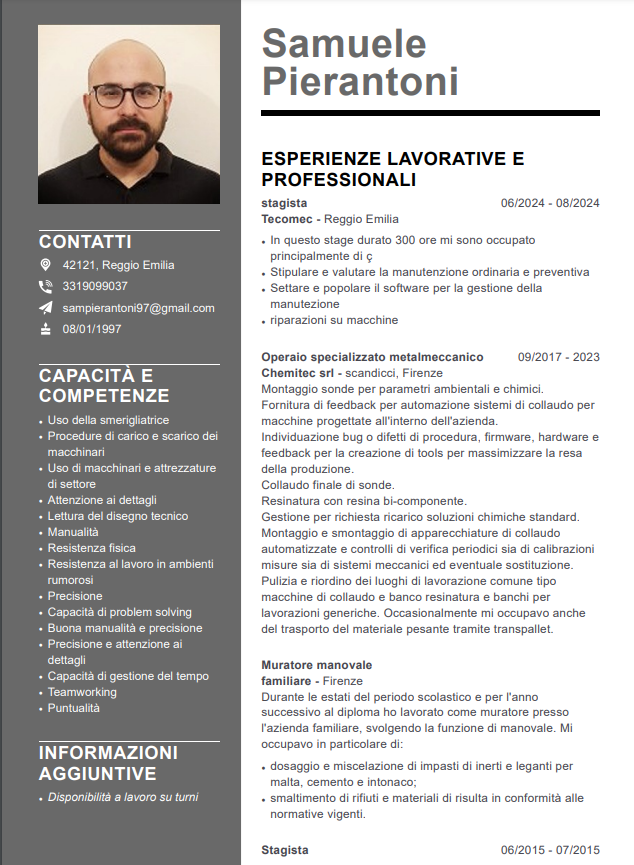 Samuele
Pierantoni
CONTATTI
42121, Reggio Emilia
3319099037
sampierantoni97@gmail.com
08/01/1997
CAPACITÀ E
COMPETENZE
• Uso della smerigliatrice
• Procedure di carico e scarico dei
macchinari
• Uso di macchinari e attrezzature
di settore
• Attenzione ai dettagli
• Lettura del disegno tecnico
• Manualità
• Resistenza fisica
• Resistenza al lavoro in ambienti
rumorosi
• Precisione
• Capacità di problem solving
• Buona manualità e precisione
• Precisione e attenzione ai
dettagli
• Capacità di gestione del tempo
• Teamworking
• Puntualità
INFORMAZIONI
AGGIUNTIVE
• Disponibilità a lavoro su turni
ESPERIENZE LAVORATIVE E
PROFESSIONALI
stagista 06/2024 - 08/2024
Tecomec - Reggio Emilia
• In questo stage durato 300 ore mi sono occupato
principalmente di ç
• Stipulare e valutare la manutenzione ordinaria e preventiva
• Settare e popolare il software per la gestione della
manutezione
• riparazioni su macchine
Operaio specializzato metalmeccanico 09/2017 - 2023
Chemitec srl - scandicci, Firenze
Montaggio sonde per parametri ambientali e chimici.
Fornitura di feedback per automazione sistemi di collaudo per
macchine progettate all'interno dell'azienda.
Individuazione bug o difetti di procedura, firmware, hardware e
feedback per la creazione di tools per massimizzare la resa
della produzione.
Collaudo finale di sonde.
Resinatura con resina bi-componente.
Gestione per richiesta ricarico soluzioni chimiche standard.
Montaggio e smontaggio di apparecchiature di collaudo
automatizzate e controlli di verifica periodici sia di calibrazioni
misure sia di sistemi meccanici ed eventuale sostituzione.
Pulizia e riordino dei luoghi di lavorazione comune tipo
macchine di collaudo e banco resinatura e banchi per
lavorazioni generiche. Occasionalmente mi occupavo anche
del trasporto del materiale pesante tramite transpallet.
Muratore manovale
familiare - Firenze
Durante le estati del periodo scolastico e per l'anno
successivo al diploma ho lavorato come muratore presso
l'azienda familiare, svolgendo la funzione di manovale. Mi
occupavo in particolare di:
• dosaggio e miscelazione di impasti di inerti e leganti per
malta, cemento e intonaco;
• smaltimento di rifiuti e materiali di risulta in conformità alle
normative vigenti.
Stagista 06/2015 - 07/2015